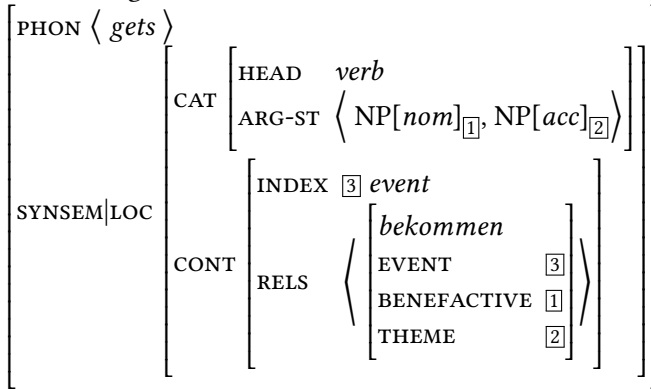 PHON ⟨ gets ⟩
HEAD verb
CAT
ARG-ST ⟨ NP[nom]1, NP[acc]2 ⟩
INDEX 3 event
SYNSEM|LOC
bekommen
CONT
EVENT 3
RELS
BENEFACTIVE 1
THEME 2